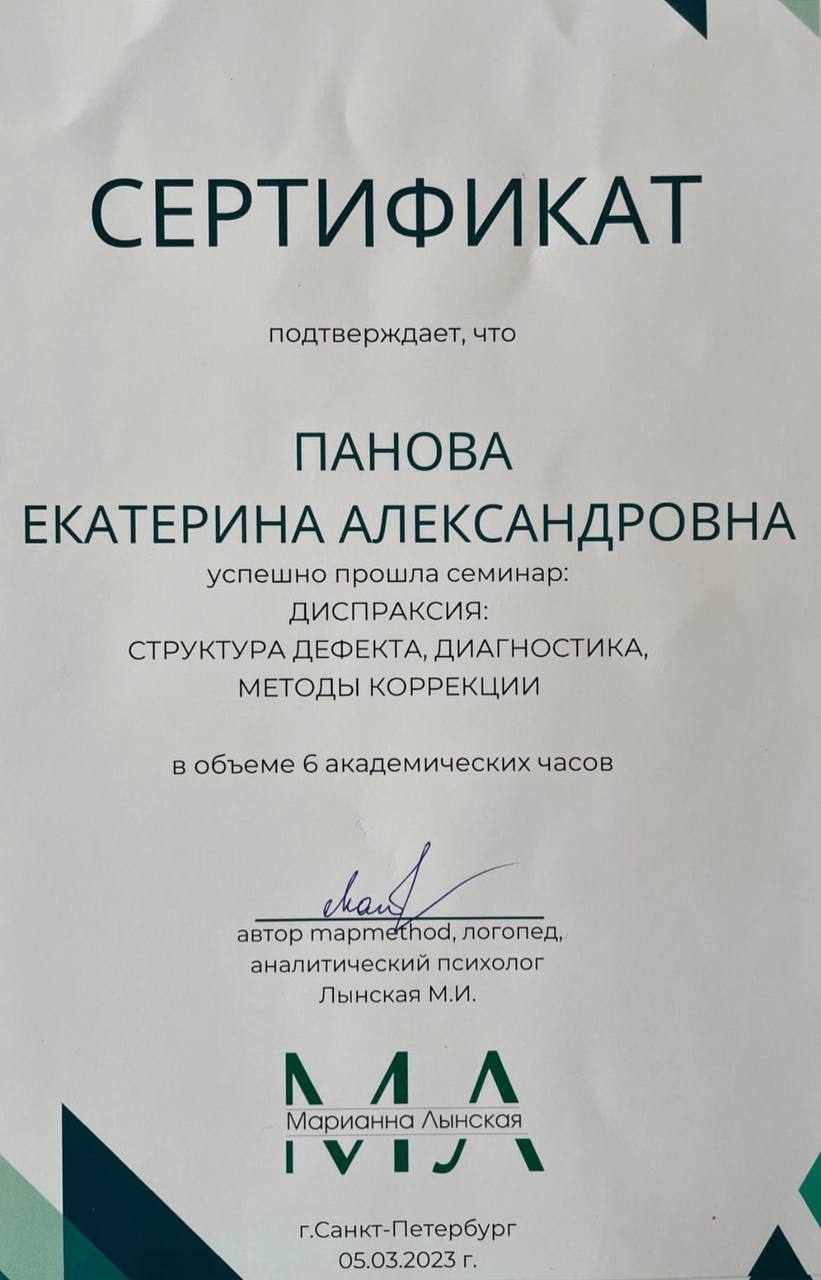 СЕРТИФИКАТ
подтверждает, что
ПАНОВА
ЕКАТЕРИНА АЛЕКСАНДРОВНА
успешно прошла семинар:
ДИСПРАКСИЯ:
СТРУКТУРА ДЕФЕКТА, ДИАГНОСТИКА,
МЕТОДЫ КОРРЕКЦИИ
в объеме 6 академических часов
автор mapmethod, логопед,
аналитический психолог
Лынская М.И.
МЛ
Марианна Лынская
г.Санкт-Петербург
05.03.2023 г.